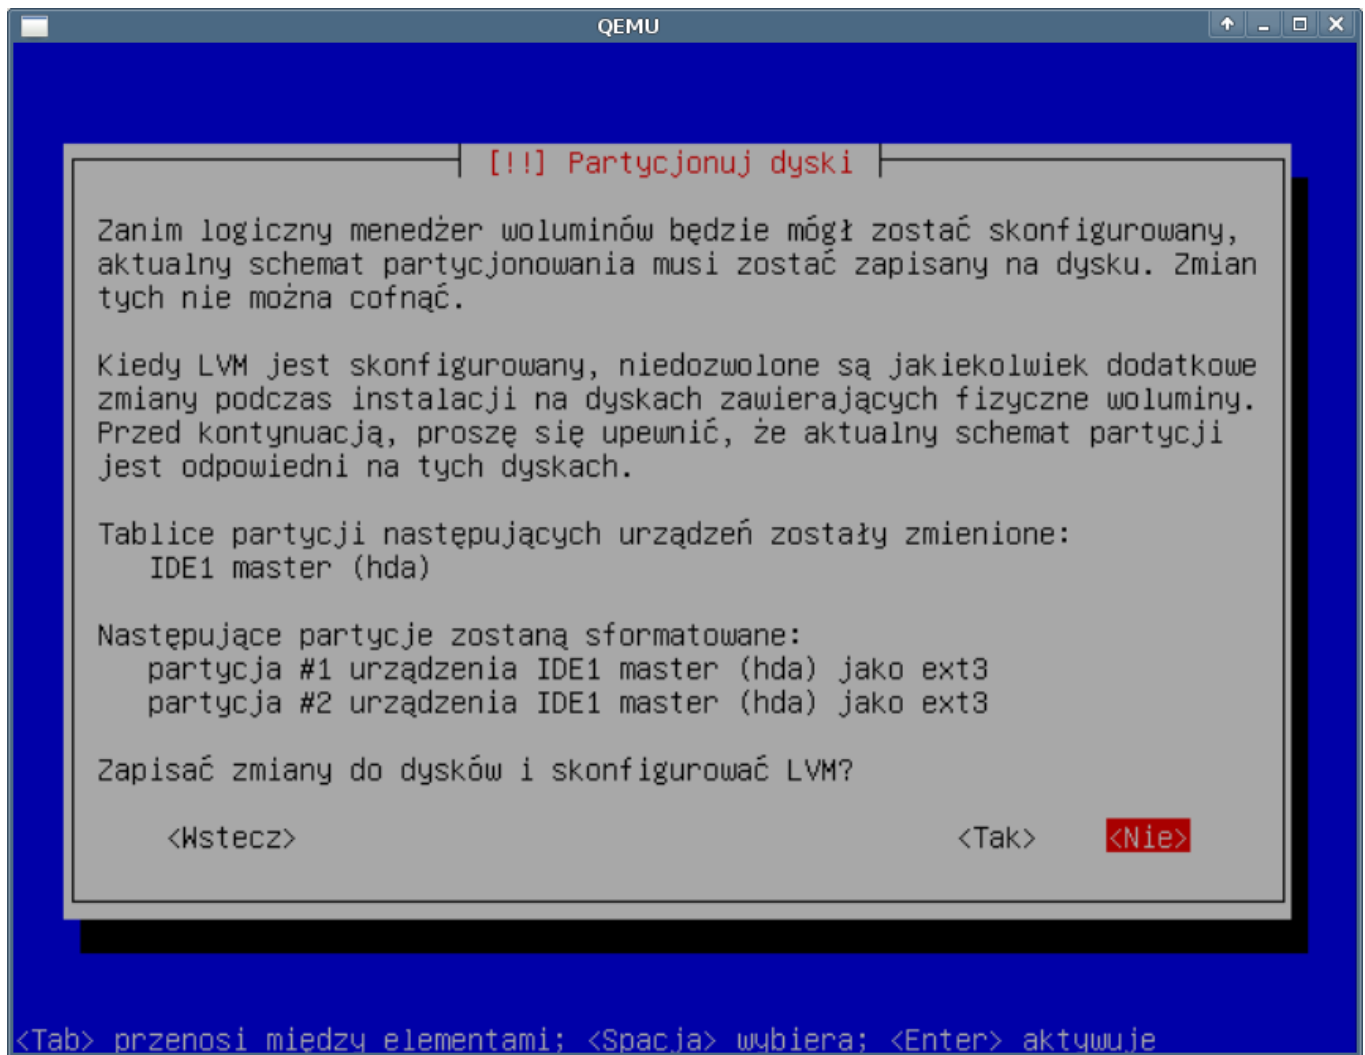 QEMU
[!!] Partycjonuj dyski
Zanim logiczny menedżer woluminów będzie mógł zostać skonfigurowany,
aktualny schemat partycjonowania musi zostać zapisany na dysku. Zmian
tych nie można cofnąć.
Kiedy LVM jest skonfigurowany, niedozwolone są jakiekolwiek dodatkowe
zmiany podczas instalacji na dyskach zawierających fizyczne woluminy.
Przed kontynuacją, proszę się upewnić, że aktualny schemat partycji
jest odpowiedni na tych dyskach.
Tablice partycji następujących urządzeń zostały zmienione:
IDE1 master (hda)
Następujące partycje zostaną sformatowane:
partycja #1 urządzenia IDE1 master (hda) jako ext3
partycja #2 urządzenia IDE1 master (hda) jako ext3
Zapisać zmiany do dysków i skonfigurować LVM?
<Wstecz> <Tak> <Nie>
<Tab> przenosi między elementami; <Spacja> wybiera; <Enter> aktywuje